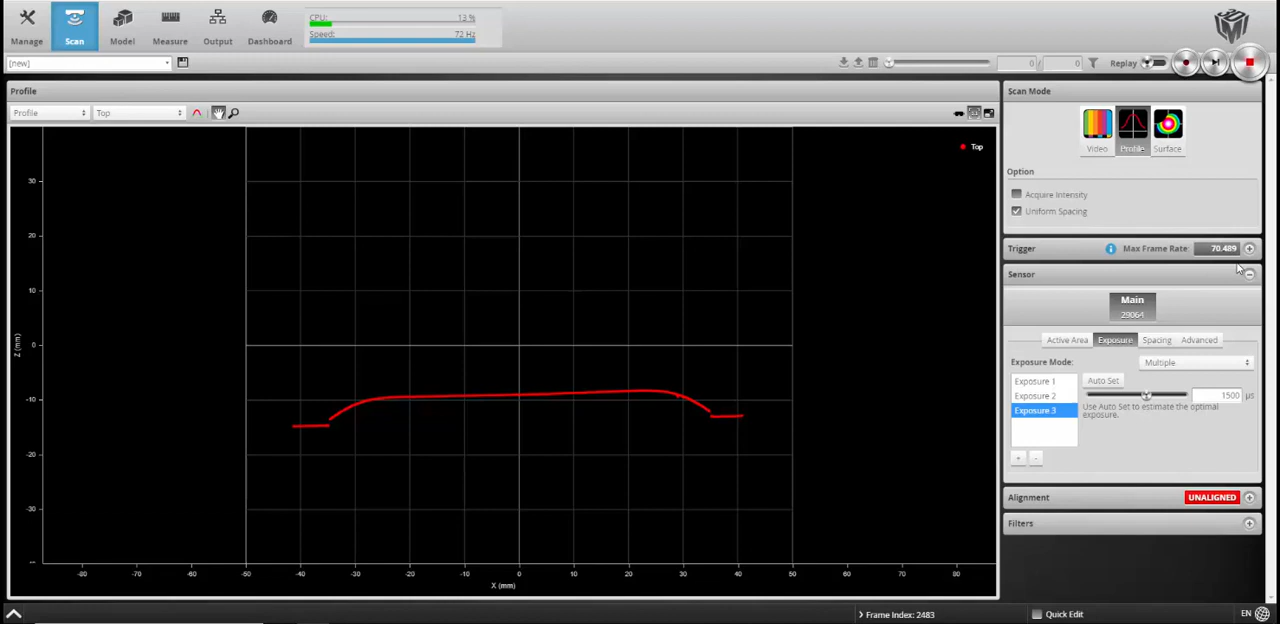 Manage Scan Model Measure Output Dashboard
CPU: 13 %
Speed: 72 Hz
[new]
0 / 0 Replay
Profile
Profile Top
Top
30
20
10
0
-10
-20
-30
Z (mm)
-80 -70 -60 -50 -40 -30 -20 -10 0 10 20 30 40 50 60 70 80
X (mm)
Scan Mode
Video Profile Surface
Option
Acquire Intensity
Uniform Spacing
Trigger Max Frame Rate: 70.489
Sensor
Main
29064
Active Area Exposure Spacing Advanced
Exposure Mode: Multiple
Exposure 1
Exposure 2
Exposure 3
Auto Set
1500 µs
Use Auto Set to estimate the optimal
exposure.
+ -
Alignment UNALIGNED
Filters
Frame Index: 2483 Quick Edit EN